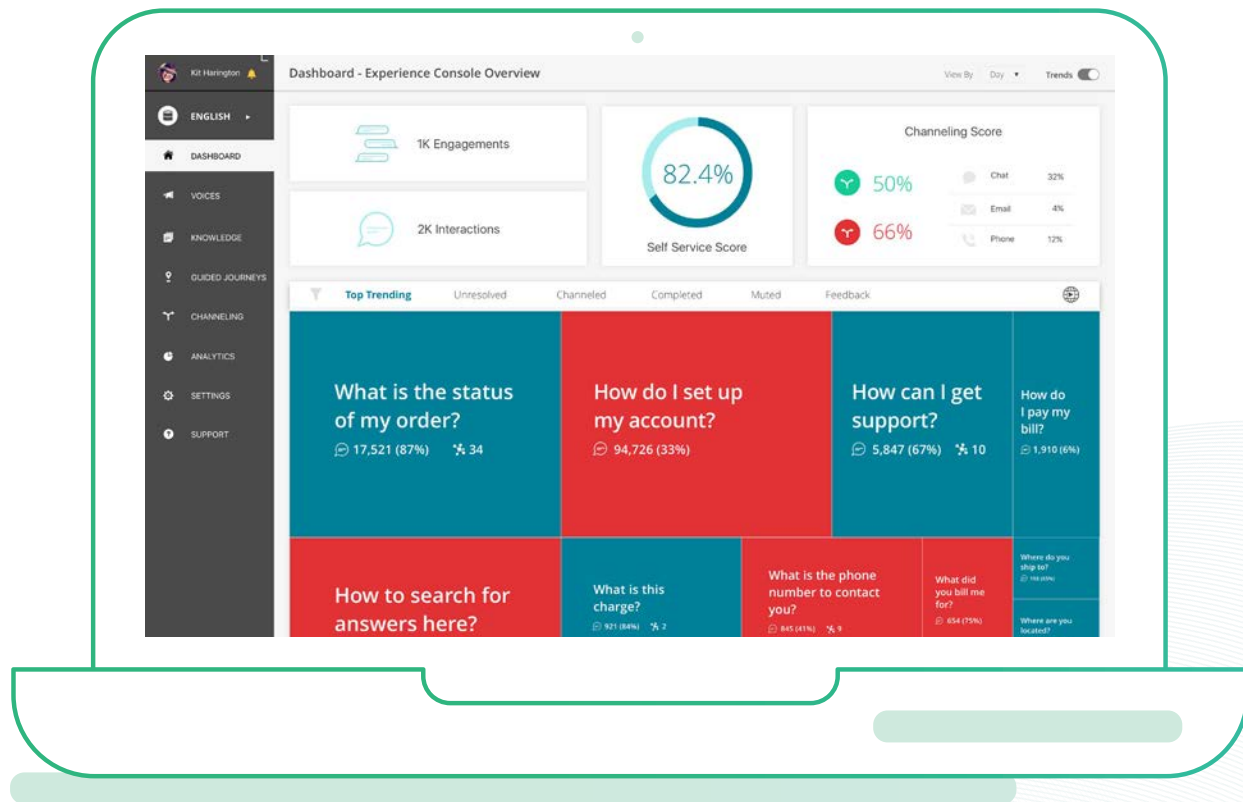 Kit Harington
Dashboard - Experience Console Overview
View By
Day
Trends
ENGLISH
DASHBOARD
VOICES
KNOWLEDGE
GUIDED JOURNEYS
CHANNELING
ANALYTICS
SETTINGS
SUPPORT
1K Engagements
2K Interactions
82.4%
Self Service Score
Channeling Score
50%
66%
Chat 32%
Email 4%
Phone 12%
Top Trending
Unresolved
Channeled
Completed
Muted
Feedback
What is the status
of my order?
17,521 (87%) 34
How do I set up
my account?
94,726 (33%)
How can I get
support?
5,847 (67%) 10
How do
I pay my
bill?
1,910 (6%)
How to search for
answers here?
What is this
charge?
921 (84%) 2
What is the phone
number to contact
you?
845 (41%) 9
What did
you bill me
for?
654 (75%)
Where do you
ship to?
Where are you
located?